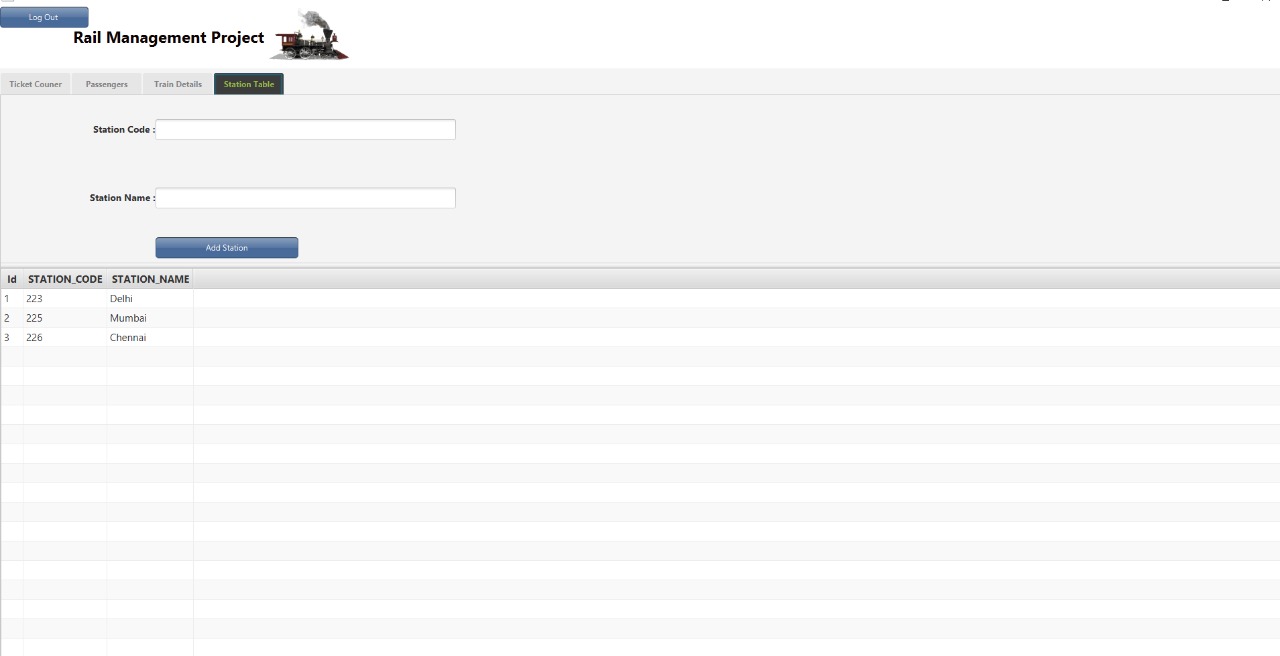 Log Out
Rail Management Project
Ticket Couner Passengers Train Details Station Table
Station Code :
Station Name :
Add Station
Id STATION_CODE STATION_NAME
1 223 Delhi
2 225 Mumbai
3 226 Chennai